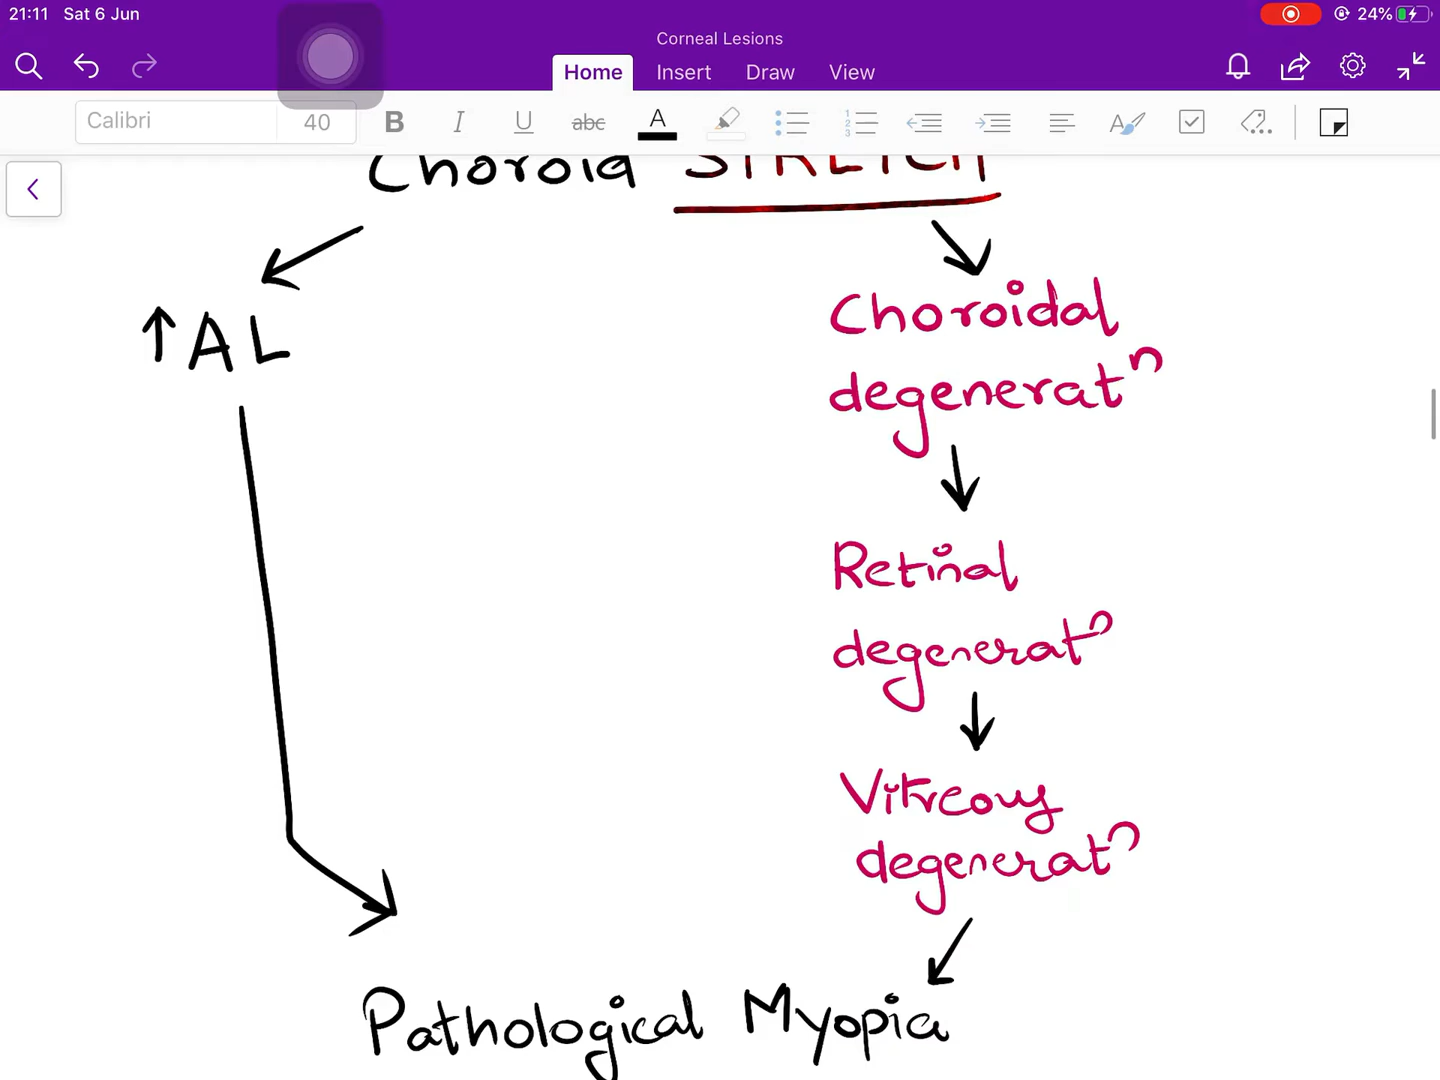 21:11 Sat 6 Jun 24%
Corneal Lesions
Home Insert Draw View
Calibri 40 B I U abc A
Choroid STRETCH
↑AL
Choroidal
degeneratⁿ
Retinal
degeneratⁿ
Vitreous
degeneratⁿ
Pathological Myopia